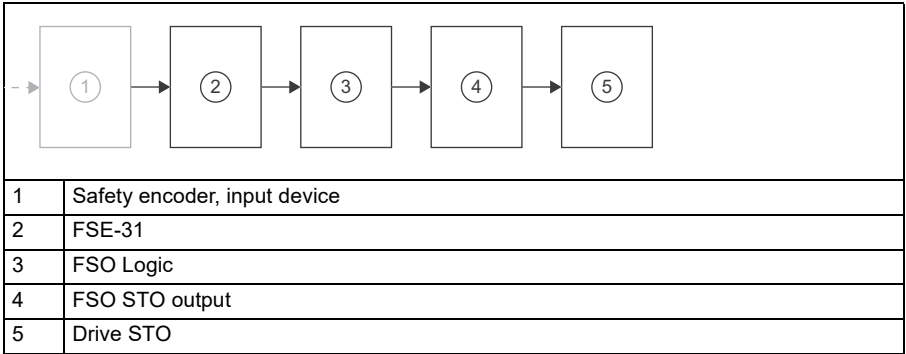 1 2 3 4 5
1 Safety encoder, input device
2 FSE-31
3 FSO Logic
4 FSO STO output
5 Drive STO